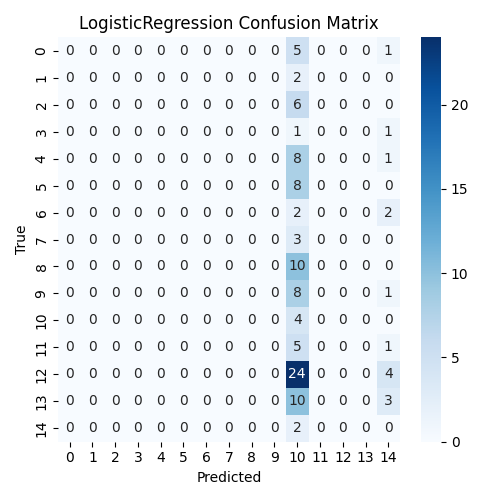 LogisticRegression Confusion Matrix
True
0 0 0 0 0 0 0 0 0 0 0 5 0 0 0 1
1 0 0 0 0 0 0 0 0 0 0 2 0 0 0 0
2 0 0 0 0 0 0 0 0 0 0 6 0 0 0 0
3 0 0 0 0 0 0 0 0 0 0 1 0 0 0 1
4 0 0 0 0 0 0 0 0 0 0 8 0 0 0 1
5 0 0 0 0 0 0 0 0 0 0 8 0 0 0 0
6 0 0 0 0 0 0 0 0 0 0 2 0 0 0 2
7 0 0 0 0 0 0 0 0 0 0 3 0 0 0 0
8 0 0 0 0 0 0 0 0 0 0 10 0 0 0 0
9 0 0 0 0 0 0 0 0 0 0 8 0 0 0 1
10 0 0 0 0 0 0 0 0 0 0 4 0 0 0 0
11 0 0 0 0 0 0 0 0 0 0 5 0 0 0 1
12 0 0 0 0 0 0 0 0 0 0 24 0 0 0 4
13 0 0 0 0 0 0 0 0 0 0 10 0 0 0 3
14 0 0 0 0 0 0 0 0 0 0 2 0 0 0 0
0 1 2 3 4 5 6 7 8 9 10 11 12 13 14
Predicted
20
15
10
5
0